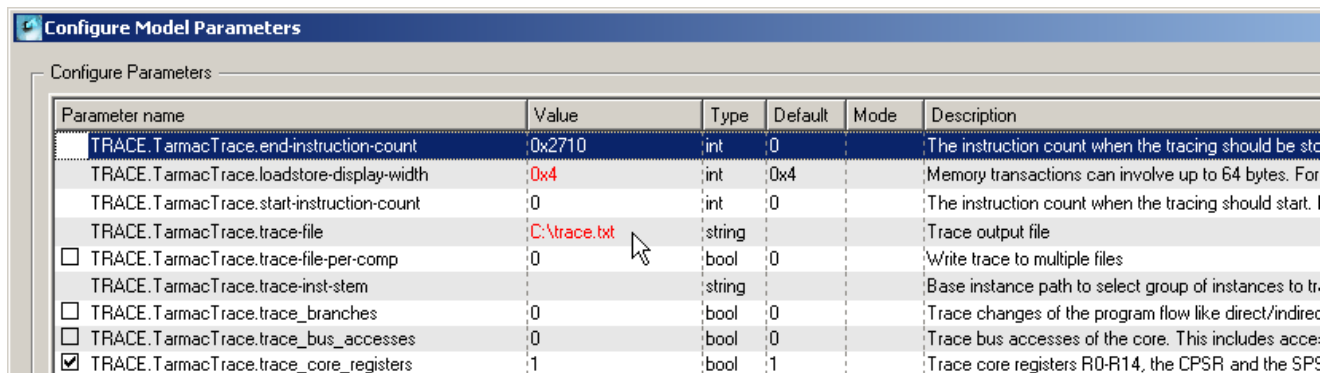 Configure Model Parameters
Configure Parameters
Parameter name Value Type Default Mode Description
TRACE.TarmacTrace.end-instruction-count 0x2710 int 0 The instruction count when the tracing should be
TRACE.TarmacTrace.loadstore-display-width 0x4 int 0x4 Memory transactions can involve up to 64 bytes. For
TRACE.TarmacTrace.start-instruction-count 0 int 0 The instruction count when the tracing should start.
TRACE.TarmacTrace.trace-file C:\trace.txt string Trace output file
TRACE.TarmacTrace.trace-file-per-comp 0 bool 0 Write trace to multiple files
TRACE.TarmacTrace.trace-inst-stem string Base instance path to select group of instances to
TRACE.TarmacTrace.trace_branches 0 bool 0 Trace changes of the program flow like
TRACE.TarmacTrace.trace_bus_accesses 0 bool 0 Trace bus accesses of the core. This includes
TRACE.TarmacTrace.trace_core_registers 1 bool 1 Trace core registers R0-R14, the CPSR and the